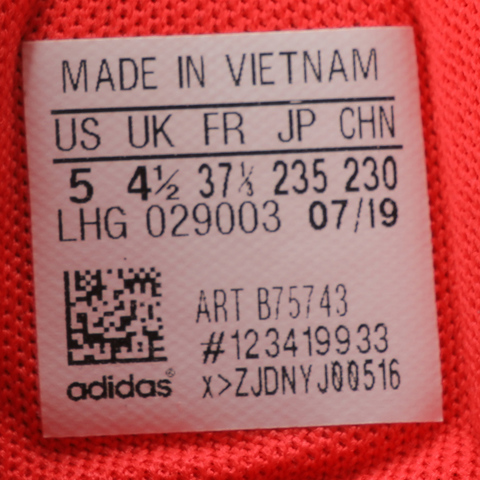 MADE IN VIETNAM
US UK FR JP CHN
5 4½ 37⅓ 235 230
LHG 029003 07/19
ART B75743
#123419933
x>ZJDNYJ00516
adidas®